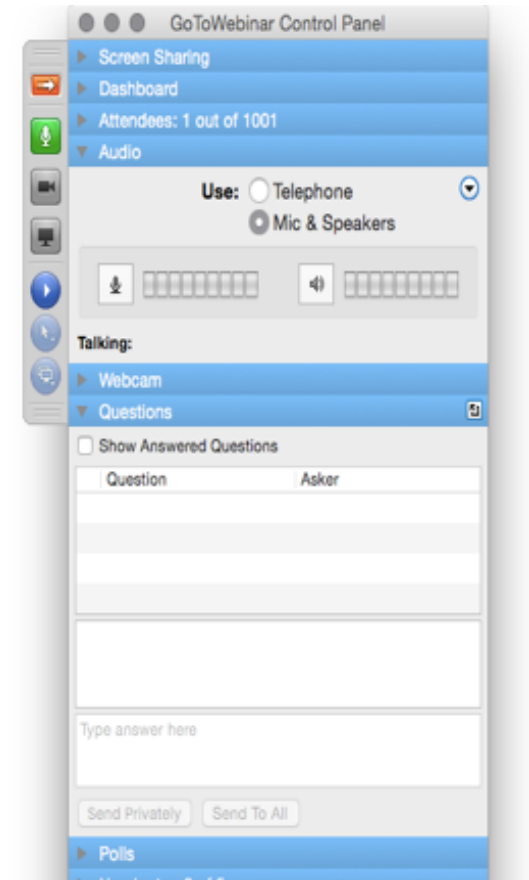 GoToWebinar Control Panel
Screen Sharing
Dashboard
Attendees: 1 out of 1001
Audio
Use: Telephone
Mic & Speakers
Talking:
Webcam
Questions
Show Answered Questions
Question Asker
Type answer here
Send Privately Send To All
Polls